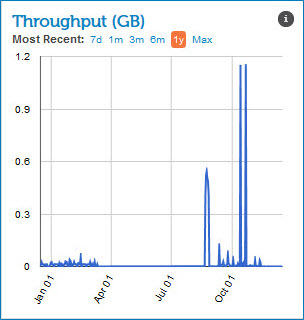 Throughput (GB)
i
Most Recent: 7d 1m 3m 6m 1y Max
1.2
0.9
0.6
0.3
0
Jan 01
Apr 01
Jul 01
Oct 01